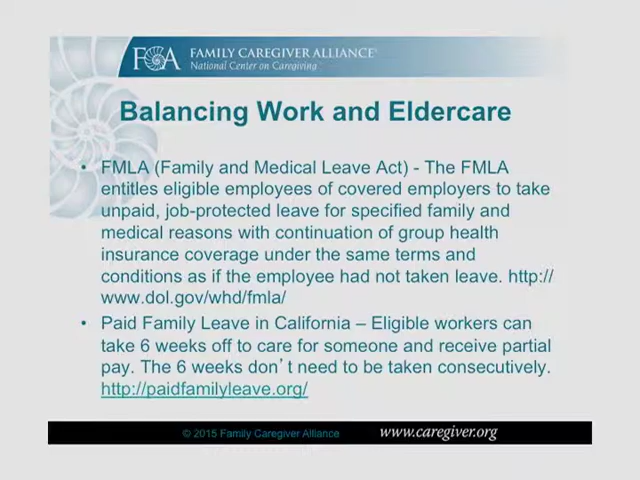 FCA FAMILY CAREGIVER ALLIANCE®
National Center on Caregiving
Balancing Work and Eldercare
• FMLA (Family and Medical Leave Act) - The FMLA
entitles eligible employees of covered employers to take
unpaid, job-protected leave for specified family and
medical reasons with continuation of group health
insurance coverage under the same terms and
conditions as if the employee had not taken leave. http://
www.dol.gov/whd/fmla/
• Paid Family Leave in California – Eligible workers can
take 6 weeks off to care for someone and receive partial
pay. The 6 weeks don’t need to be taken consecutively.
http://paidfamilyleave.org/
© 2015 Family Caregiver Alliance www.caregiver.org